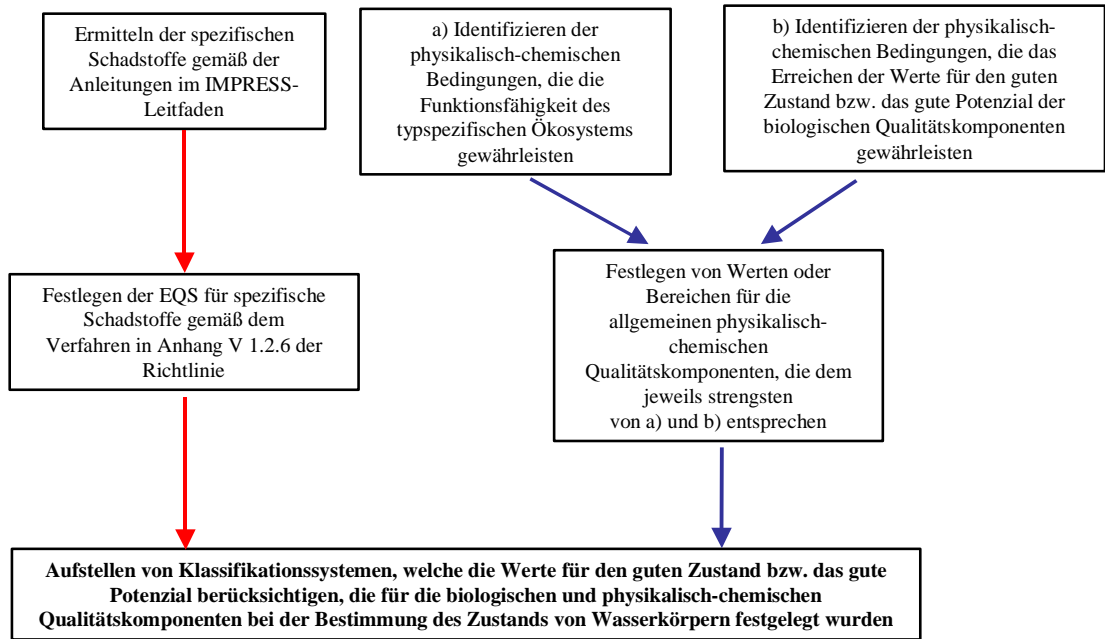 Ermitteln der spezifischen
Schadstoffe gemäß der
Anleitungen im IMPRESS-
Leitfaden
a) Identifizieren der
physikalisch-chemischen
Bedingungen, die die
Funktionsfähigkeit des
typspezifischen Ökosystems
gewährleisten
b) Identifizieren der physikalisch-
chemischen Bedingungen, die das
Erreichen der Werte für den guten
Zustand bzw. das gute Potenzial der
biologischen Qualitätskomponenten
gewährleisten
Festlegen der EQS für spezifische
Schadstoffe gemäß dem
Verfahren in Anhang V 1.2.6 der
Richtlinie
Festlegen von Werten oder
Bereichen für die
allgemeinen physikalisch-
chemischen
Qualitätskomponenten, die dem
jeweils strengsten
von a) und b) entsprechen
Aufstellen von Klassifikationssystemen, welche die Werte für den guten Zustand bzw. das gute
Potenzial berücksichtigen, die für die biologischen und physikalisch-chemischen
Qualitätskomponenten bei der Bestimmung des Zustands von Wasserkörpern festgelegt wurden